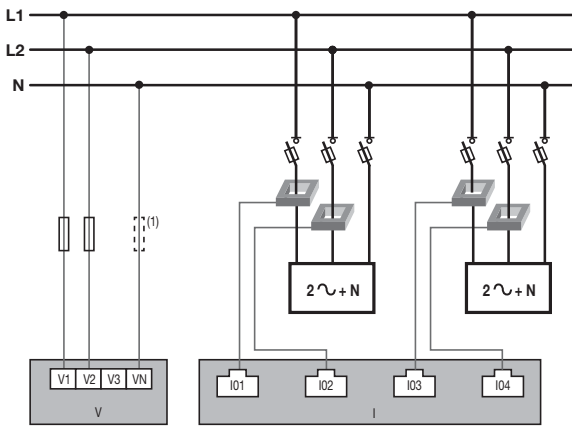 L1
L2
N
(1)
2 ∿ + N
2 ∿ + N
V1 V2 V3 VN
V
I01 I02 I03 I04
I